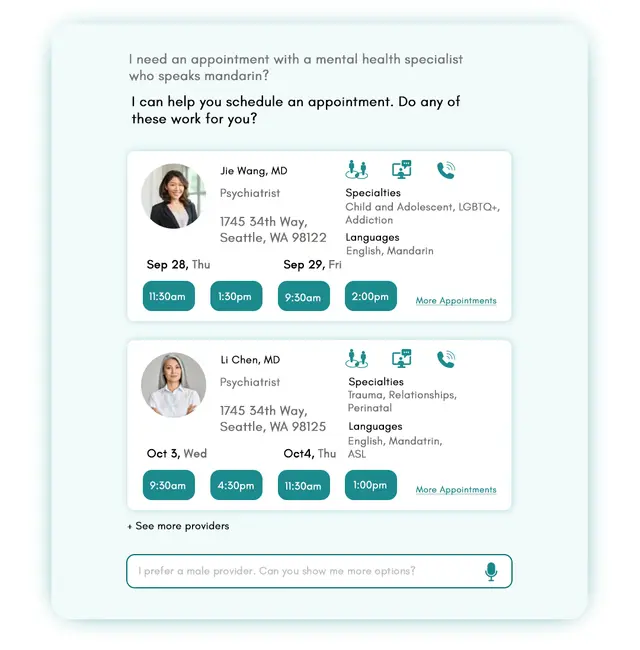 I need an appointment with a mental health specialist
who speaks mandarin?
I can help you schedule an appointment. Do any of
these work for you?
Jie Wang, MD
Psychiatrist
1745 34th Way,
Seattle, WA 98122
Specialties
Child and Adolescent, LGBTQ+,
Addiction
Languages
English, Mandarin
Sep 28, Thu
Sep 29, Fri
11:30am
1:30pm
9:30am
2:00pm
More Appointments
Li Chen, MD
Psychiatrist
1745 34th Way,
Seattle, WA 98125
Specialties
Trauma, Relationships,
Perinatal
Languages
English, Mandatrin,
ASL
Oct 3, Wed
Oct4, Thu
9:30am
4:30pm
11:30am
1:00pm
More Appointments
+ See more providers
I prefer a male provider. Can you show me more options?